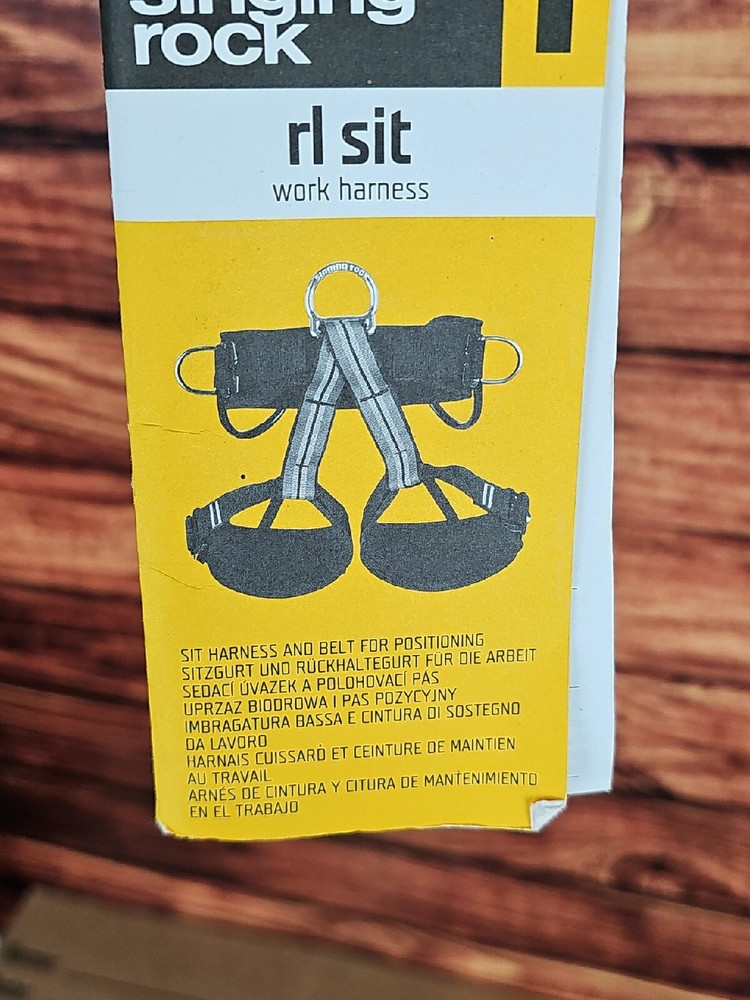 singing
rock
rl sit
work harness
singing rock
SIT HARNESS AND BELT FOR POSITIONING
SITZGURT UND RÜCKHALTEGURT FÜR DIE ARBEIT
SEDACÍ ÚVAZEK A POLOHOVACÍ PÁS
UPRZAZ BIODROWA I PAS POZYCYJNY
IMBRAGATURA BASSA E CINTURA DI SOSTEGNO
DA LAVORO
HARNAIS CUISSARD ET CEINTURE DE MAINTIEN
AU TRAVAIL
ARNÉS DE CINTURA Y CITURA DE MANTENIMIENTO
EN EL TRABAJO